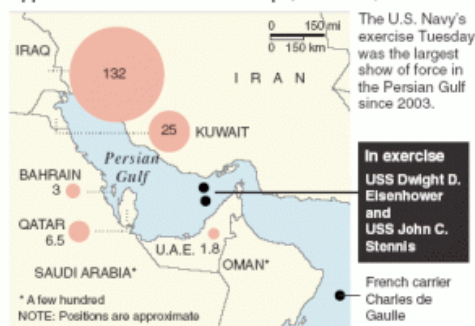 0 150 mi
0 150 km
IRAQ
132
I R A N
25
KUWAIT
Persian
Gulf
BAHRAIN
3
QATAR
6.5
U.A.E. 1.8
OMAN*
SAUDI ARABIA*
* A few hundred
NOTE: Positions are approximate
The U.S. Navy's
exercise Tuesday
was the largest
show of force in
the Persian Gulf
since 2003.
In exercise
USS Dwight D.
Eisenhower
and
USS John C.
Stennis
French carrier
Charles de
Gaulle